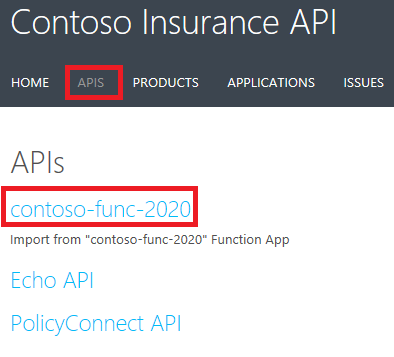 Contoso Insurance API
HOME APIS PRODUCTS APPLICATIONS ISSUES
APIs
contoso-func-2020
Import from "contoso-func-2020" Function App
Echo API
PolicyConnect API